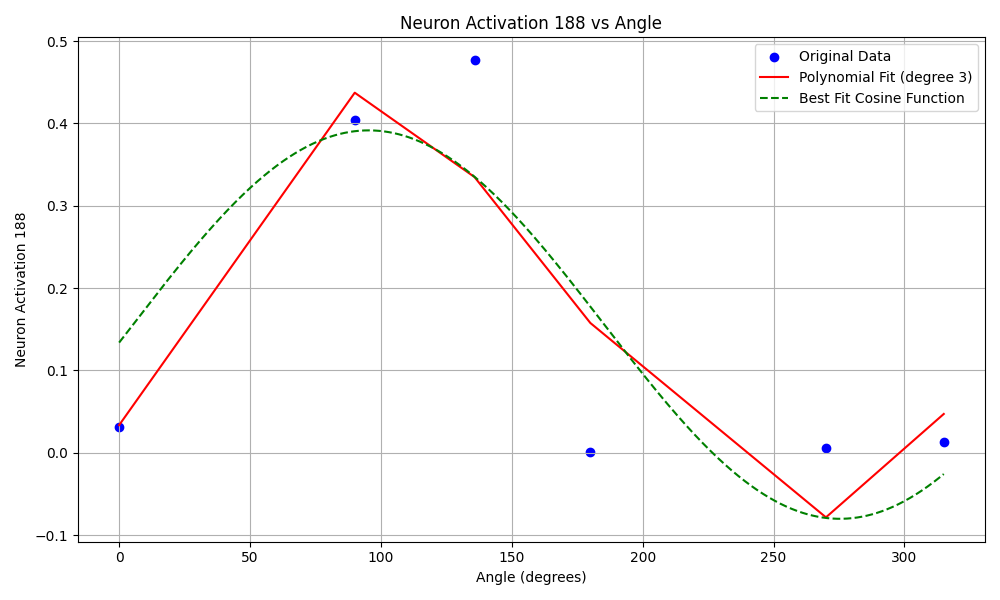 Neuron Activation 188 vs Angle
Original Data
Polynomial Fit (degree 3)
Best Fit Cosine Function
Neuron Activation 188
0.5
0.4
0.3
0.2
0.1
0.0
−0.1
0 50 100 150 200 250 300
Angle (degrees)